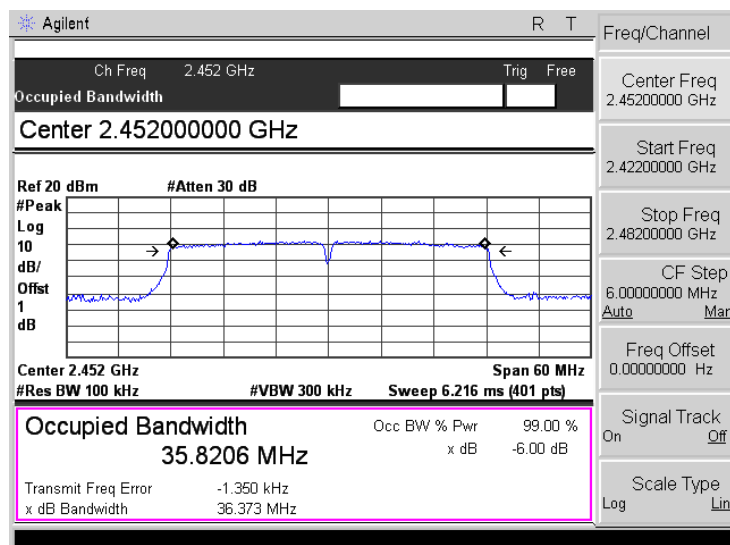 Agilent R T
Ch Freq 2.452 GHz Trig Free
Occupied Bandwidth
Center 2.452000000 GHz
Ref 20 dBm #Atten 30 dB
#Peak
Log
10
dB/
Offst
1
dB
Center 2.452 GHz Span 60 MHz
#Res BW 100 kHz #VBW 300 kHz Sweep 6.216 ms (401 pts)
Occupied Bandwidth Occ BW % Pwr 99.00 %
35.8206 MHz x dB -6.00 dB
Transmit Freq Error -1.350 kHz
x dB Bandwidth 36.373 MHz
Freq/Channel
Center Freq
2.45200000 GHz
Start Freq
2.42200000 GHz
Stop Freq
2.48200000 GHz
CF Step
6.00000000 MHz
Auto Man
Freq Offset
0.00000000 Hz
Signal Track
On Off
Scale Type
Log Lin